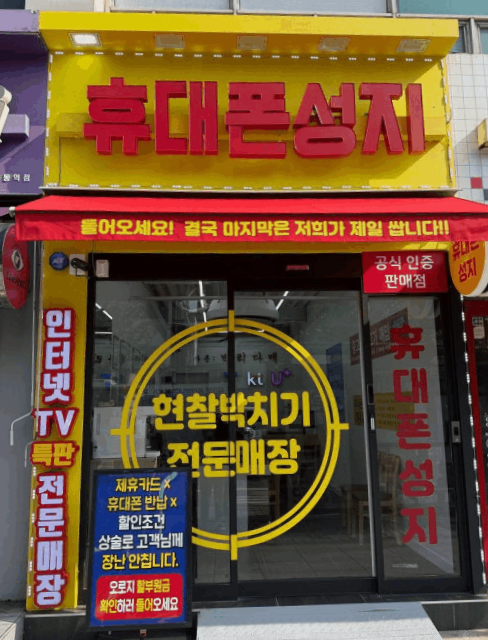 휴대폰성지
들어오세요! 결국 마지막은 저희가 제일 쌉니다!!
공식 인증
판매점
휴대폰
성지
인터넷
TV
특판
전문매장
ki U+
현찰박치기
전문매장
휴대폰성지
제휴카드 x
휴대폰 반납 x
할인조건
상술로 고객님께
장난 안칩니다.
오로지 할부원금
확인하러 들어오세요